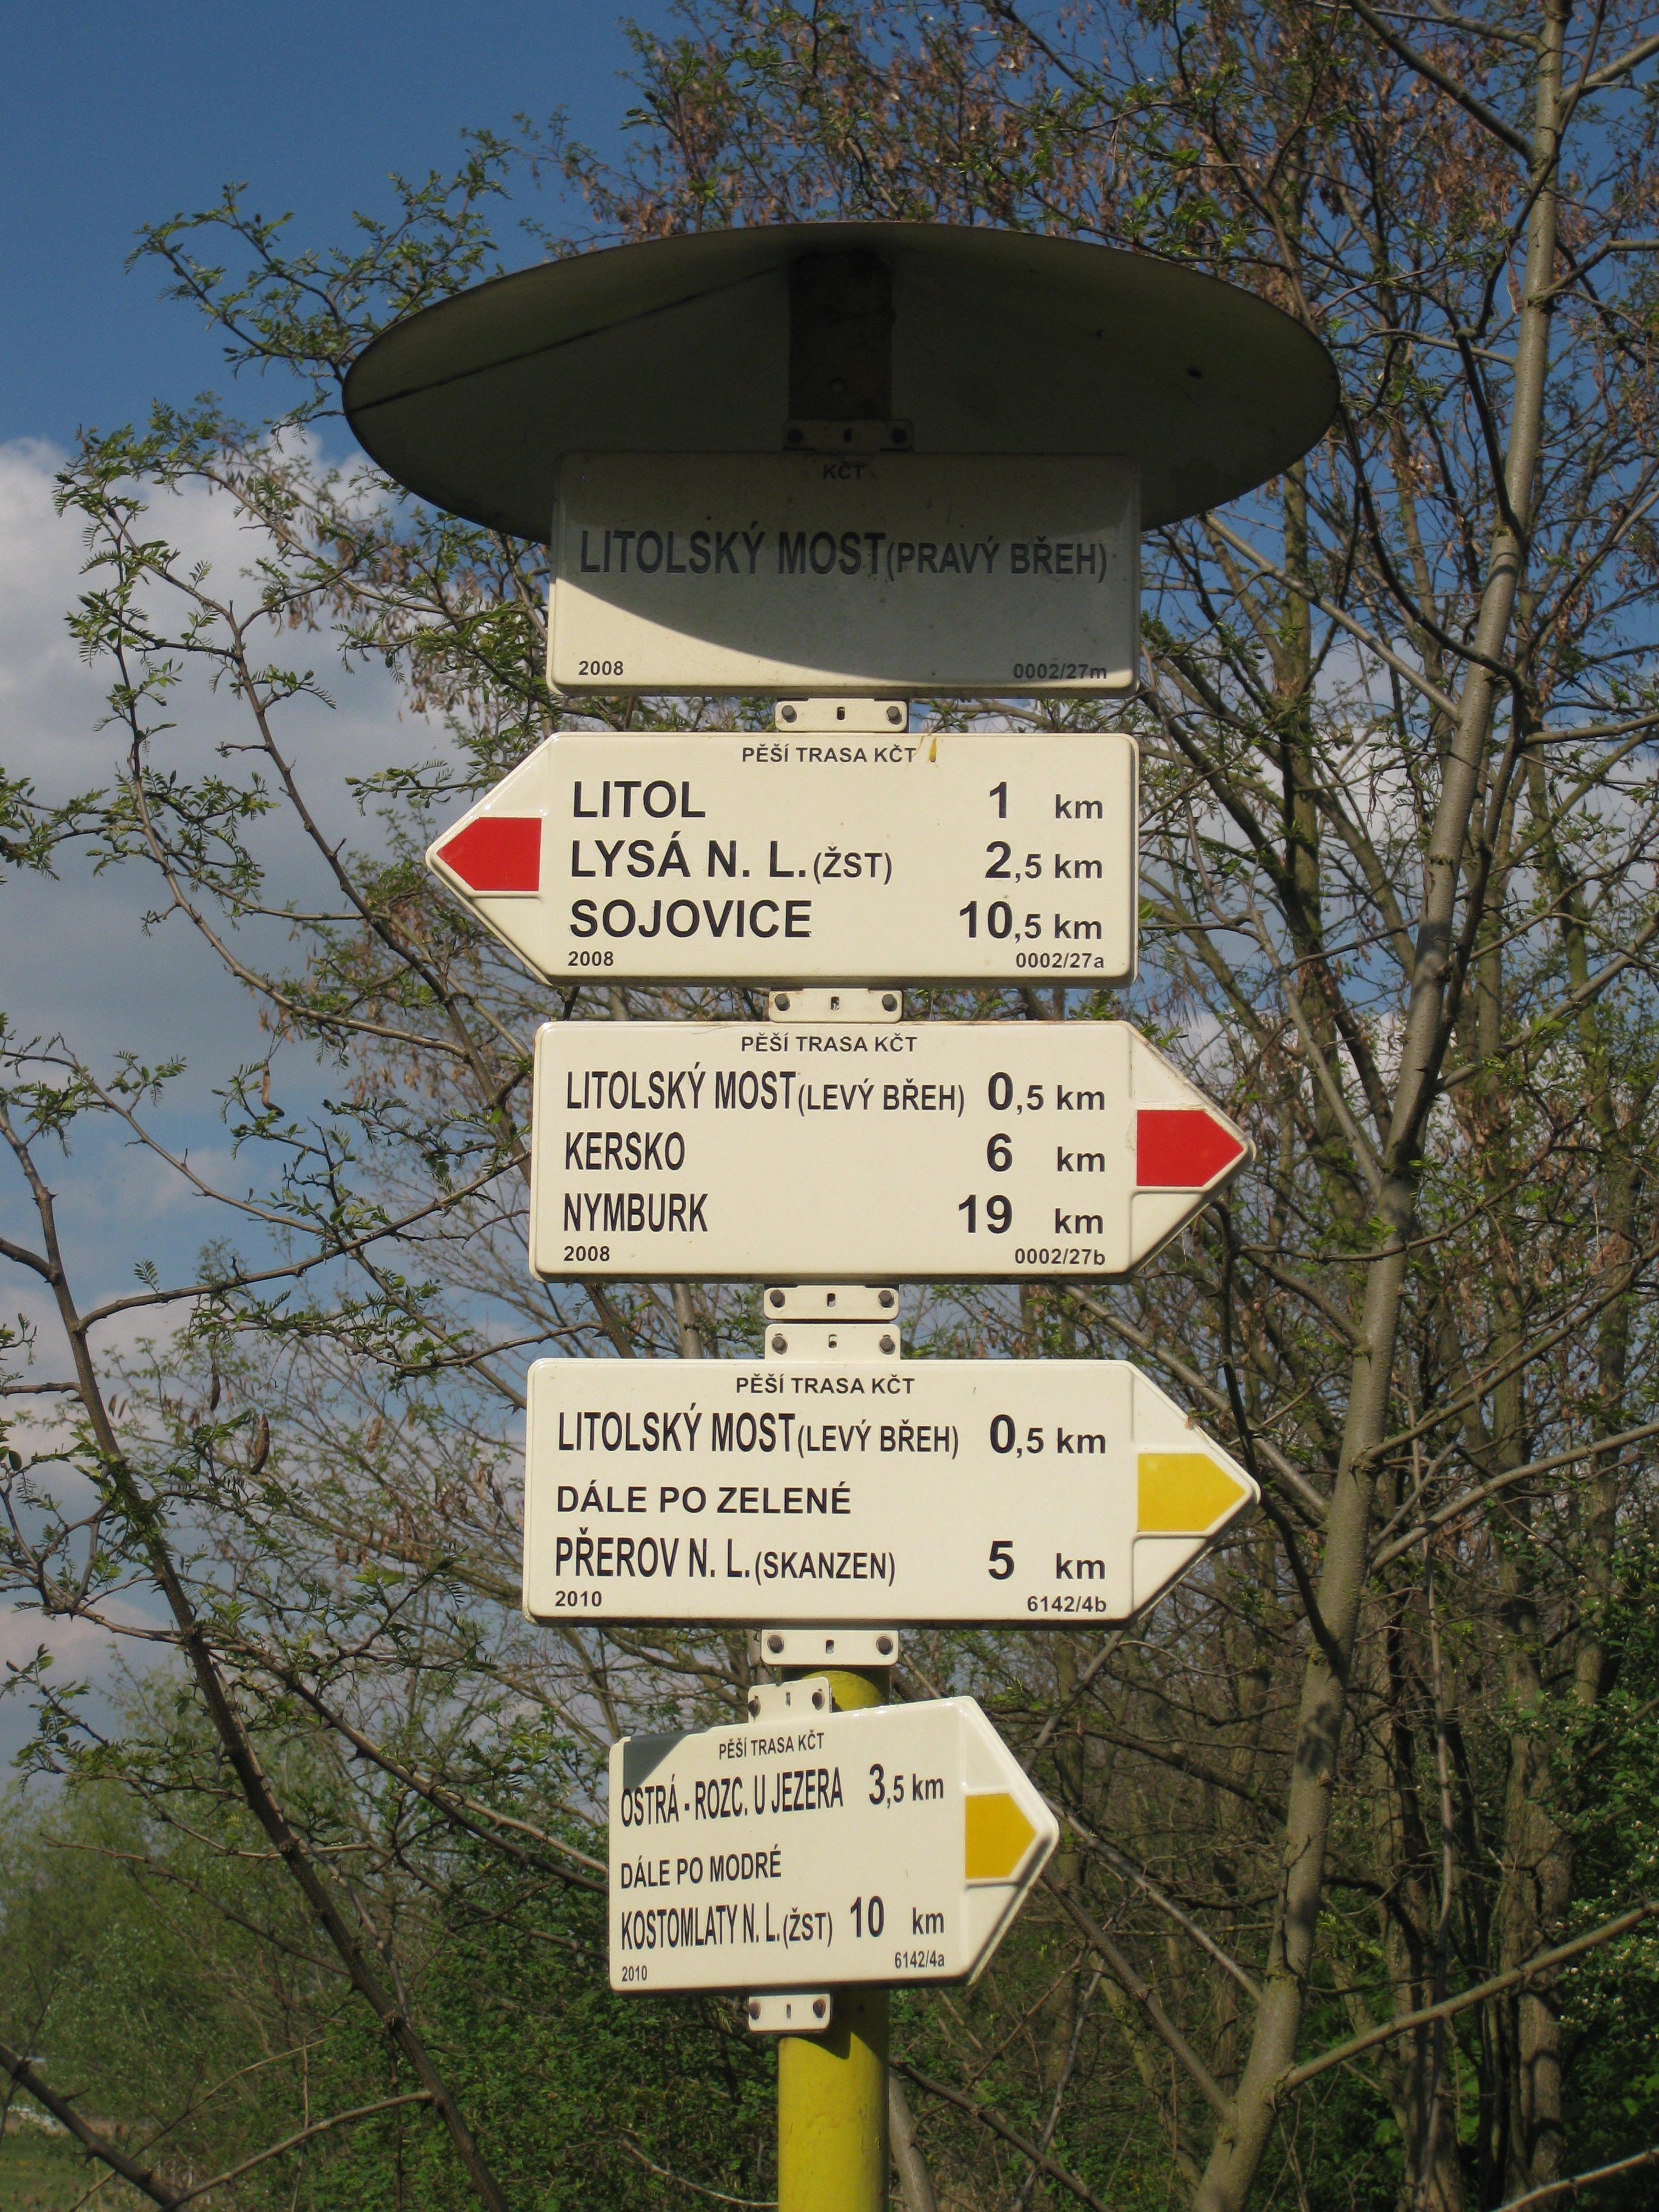 KČT
LITOLSKÝ MOST(PRAVÝ BŘEH)
2008 0002/27m
PĚŠÍ TRASA KČT
LITOL 1 km
LYSÁ N. L.(ŽST) 2,5 km
SOJOVICE 10,5 km
2008 0002/27a
PĚŠÍ TRASA KČT
LITOLSKÝ MOST(LEVÝ BŘEH) 0,5 km
KERSKO 6 km
NYMBURK 19 km
2008 0002/27b
PĚŠÍ TRASA KČT
LITOLSKÝ MOST(LEVÝ BŘEH) 0,5 km
DÁLE PO ZELENÉ
PŘEROV N. L.(SKANZEN) 5 km
2010 6142/4b
PĚŠÍ TRASA KČT
OSTRÁ - ROZC. U JEZERA 3,5 km
DÁLE PO MODRÉ
KOSTOMLATY N. L.(ŽST) 10 km
2010 6142/4a